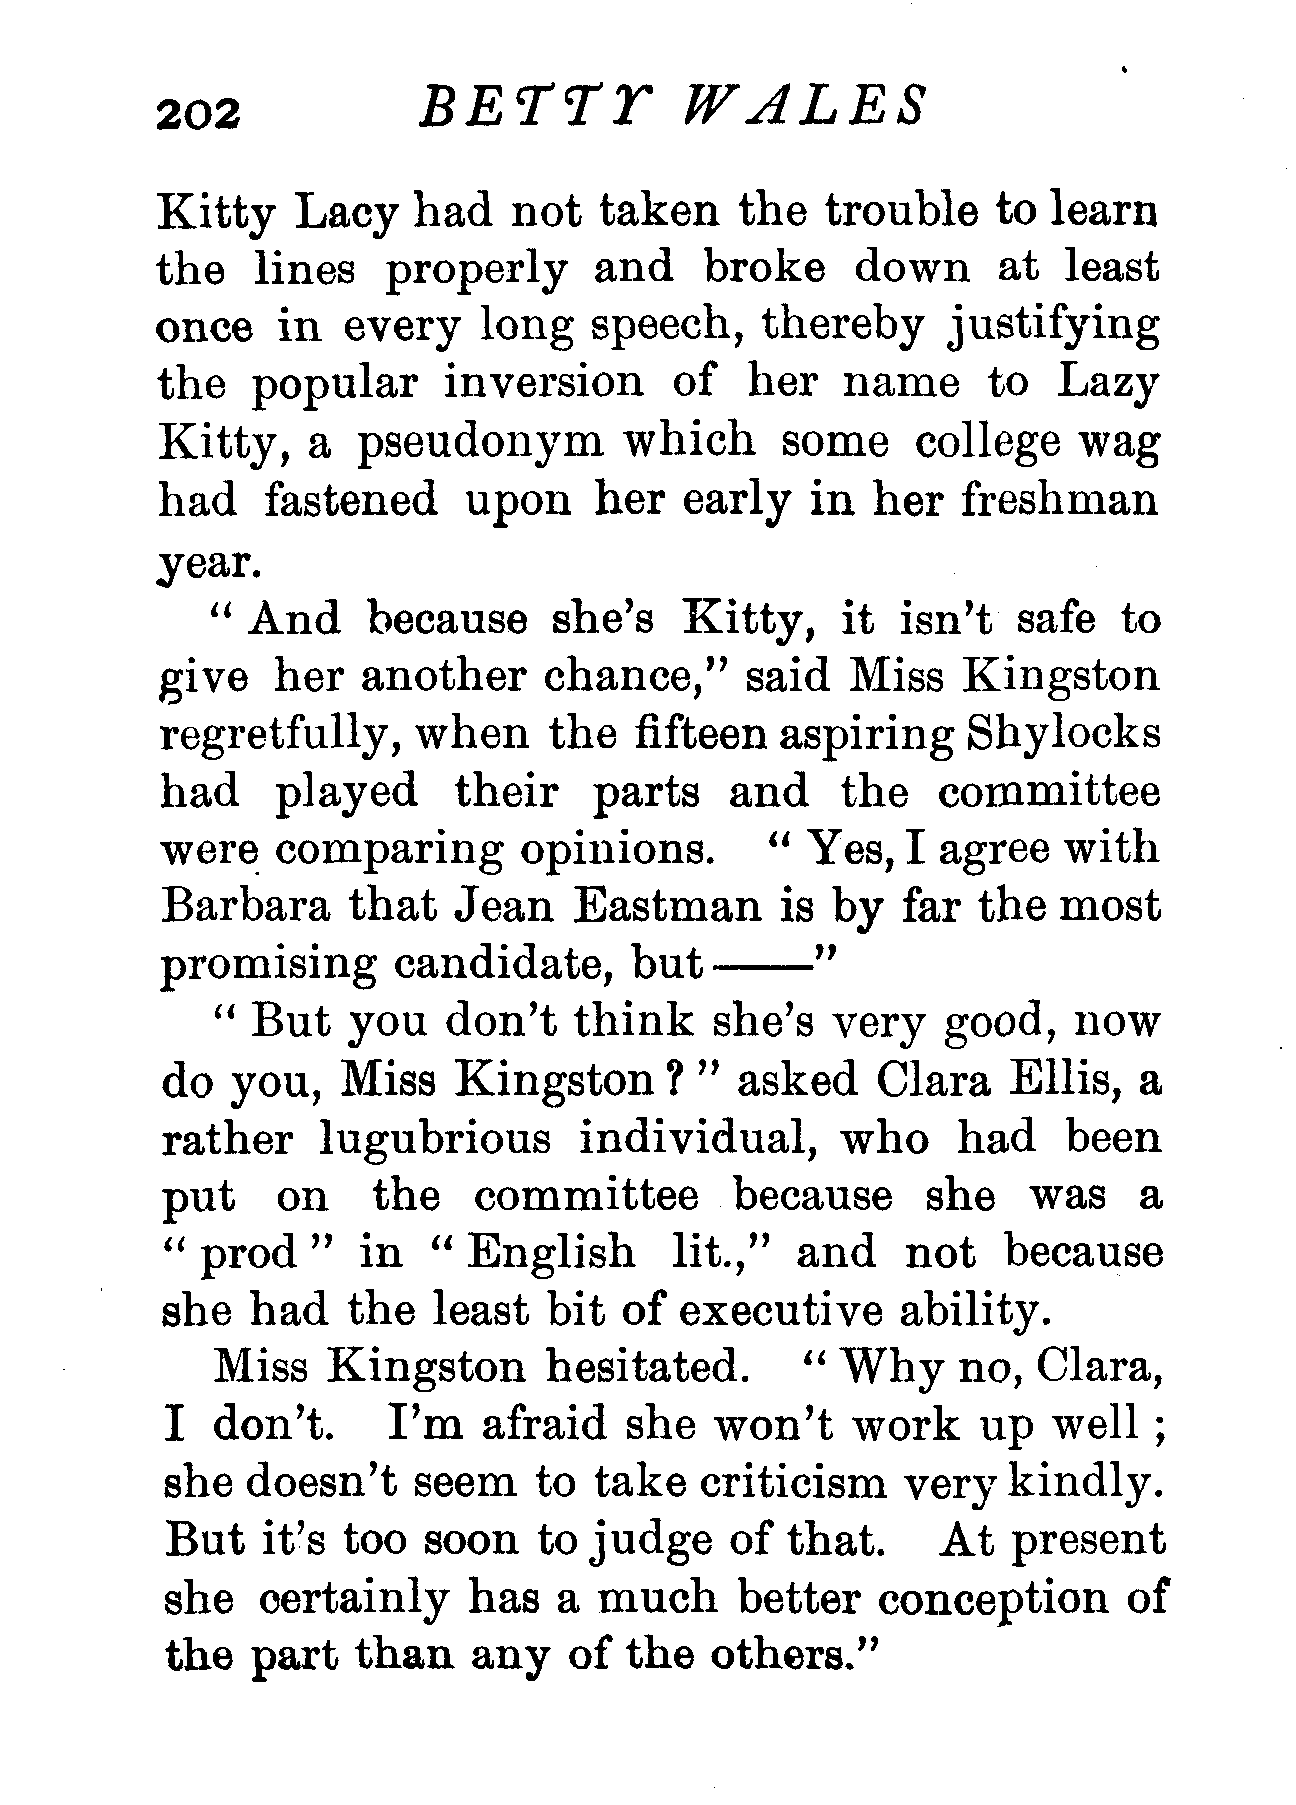 202 BETTY WALES
Kitty Lacy had not taken the trouble to learn
the lines properly and broke down at least
once in every long speech, thereby justifying
the popular inversion of her name to Lazy
Kitty, a pseudonym which some college wag
had fastened upon her early in her freshman
year.
“ And because she’s Kitty, it isn’t safe to
give her another chance,” said Miss Kingston
regretfully, when the fifteen aspiring Shylocks
had played their parts and the committee
were comparing opinions. “ Yes, I agree with
Barbara that Jean Eastman is by far the most
promising candidate, but ——”
“ But you don’t think she’s very good, now
do you, Miss Kingston ? ” asked Clara Ellis, a
rather lugubrious individual, who had been
put on the committee because she was a
“ prod ” in “ English lit.,” and not because
she had the least bit of executive ability.
Miss Kingston hesitated. “ Why no, Clara,
I don’t. I’m afraid she won’t work up well ;
she doesn’t seem to take criticism very kindly.
But it’s too soon to judge of that. At present
she certainly has a much better conception of
the part than any of the others.”